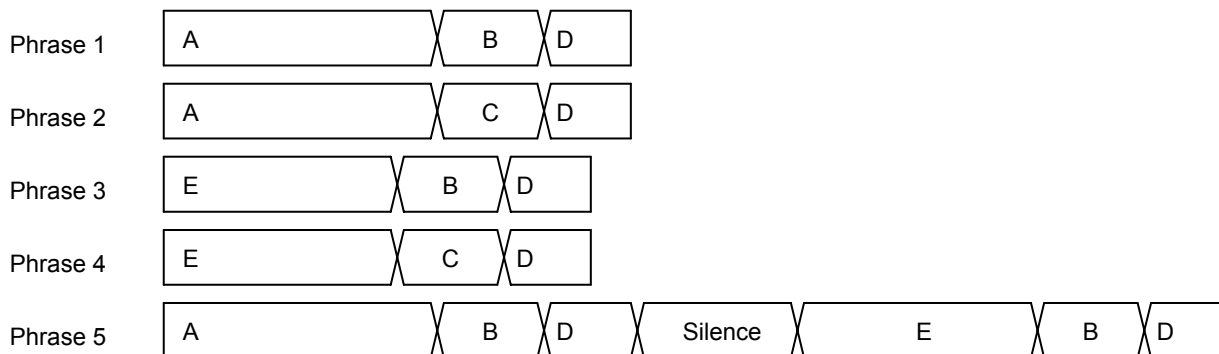 Phrase 1 A B D
Phrase 2 A C D
Phrase 3 E B D
Phrase 4 E C D
Phrase 5 A B D Silence E B D